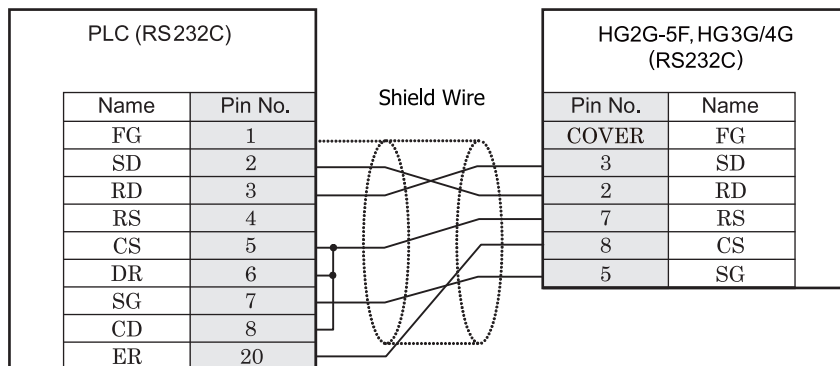 PLC (RS232C)
Name Pin No.
FG 1
SD 2
RD 3
RS 4
CS 5
DR 6
SG 7
CD 8
ER 20
Shield Wire
HG2G-5F, HG3G/4G
(RS232C)
Pin No. Name
COVER FG
3 SD
2 RD
7 RS
8 CS
5 SG